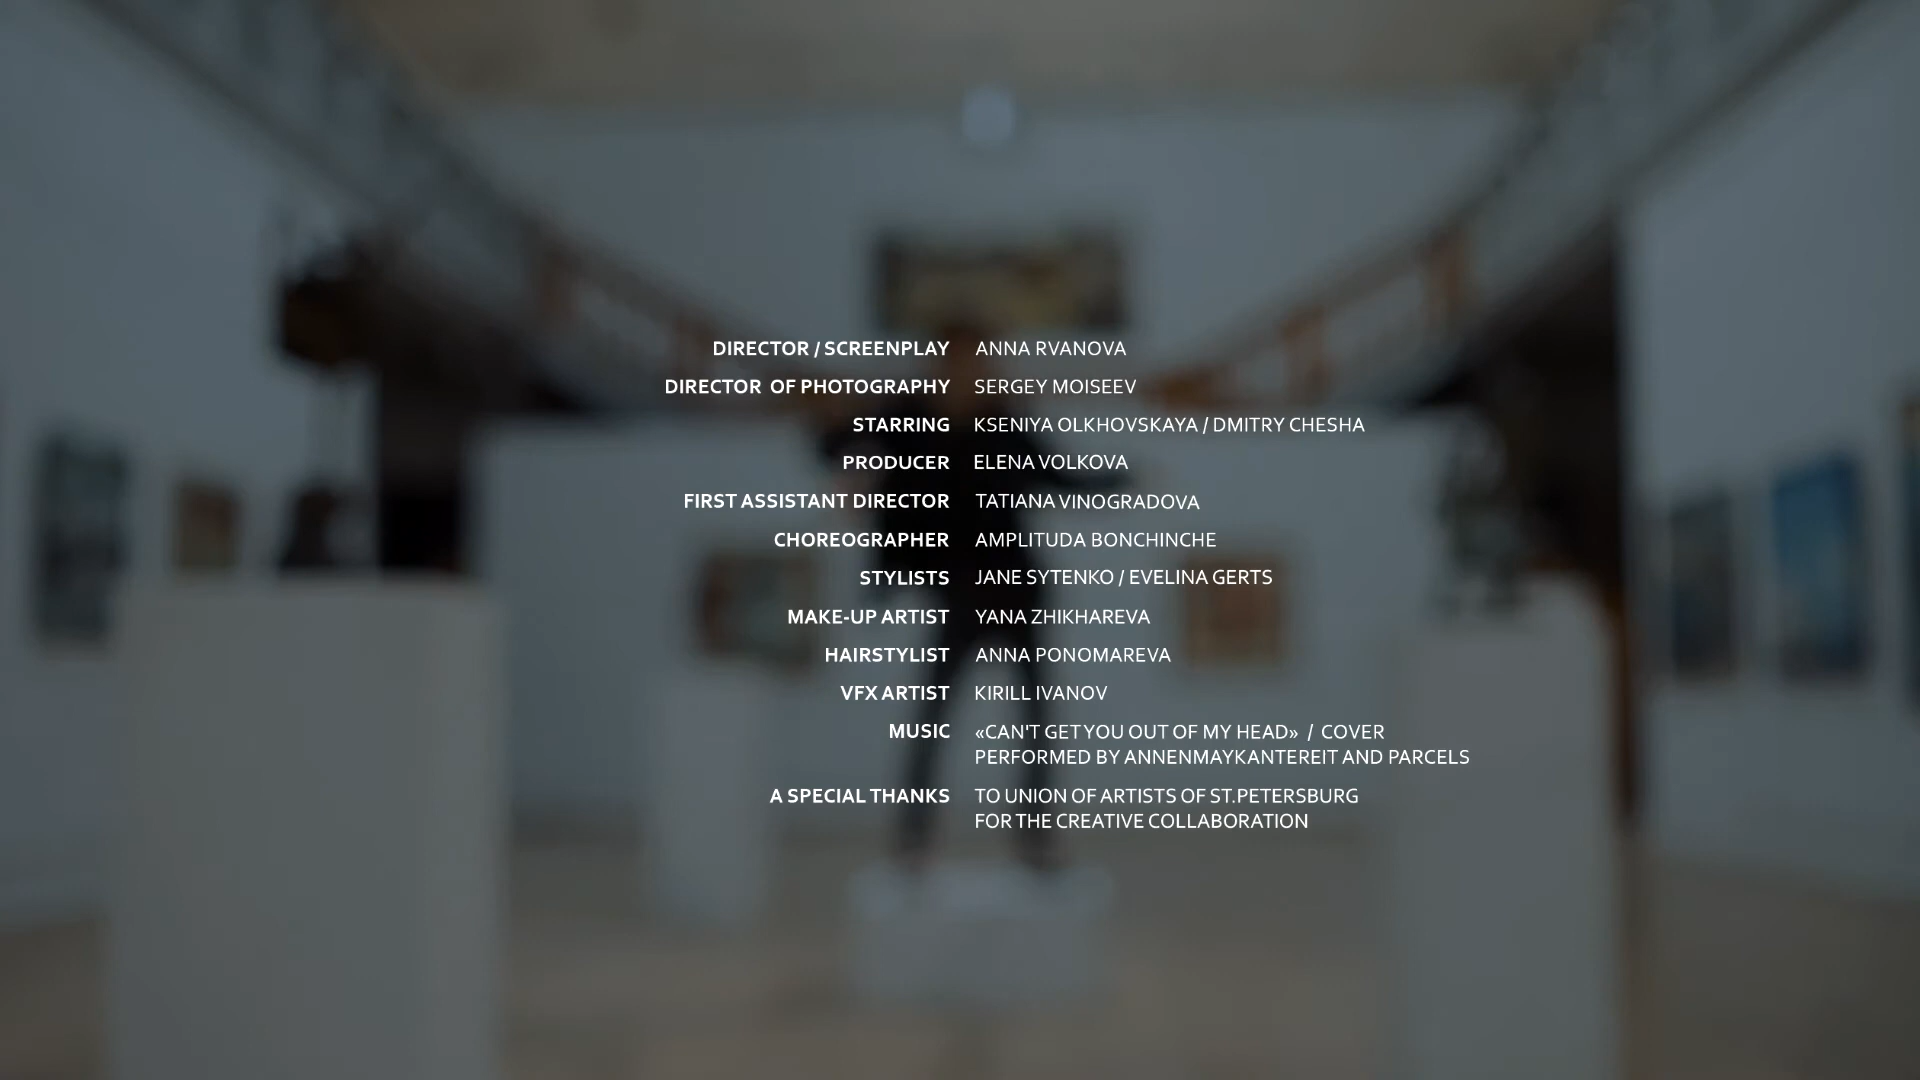 DIRECTOR / SCREENPLAY ANNA RVANOVA
DIRECTOR OF PHOTOGRAPHY SERGEY MOISEEV
STARRING KSENIYA OLKHOVSKAYA / DMITRY CHESHA
PRODUCER ELENA VOLKOVA
FIRST ASSISTANT DIRECTOR TATIANA VINOGRADOVA
CHOREOGRAPHER AMPLITUDA BONCHINCHE
STYLISTS JANE SYTENKO / EVELINA GERTS
MAKE-UP ARTIST YANA ZHIKHAREVA
HAIRSTYLIST ANNA PONOMAREVA
VFX ARTIST KIRILL IVANOV
MUSIC «CAN'T GET YOU OUT OF MY HEAD» / COVER
PERFORMED BY ANNENMAYKANTEREIT AND PARCELS
A SPECIAL THANKS TO UNION OF ARTISTS OF ST.PETERSBURG
FOR THE CREATIVE COLLABORATION